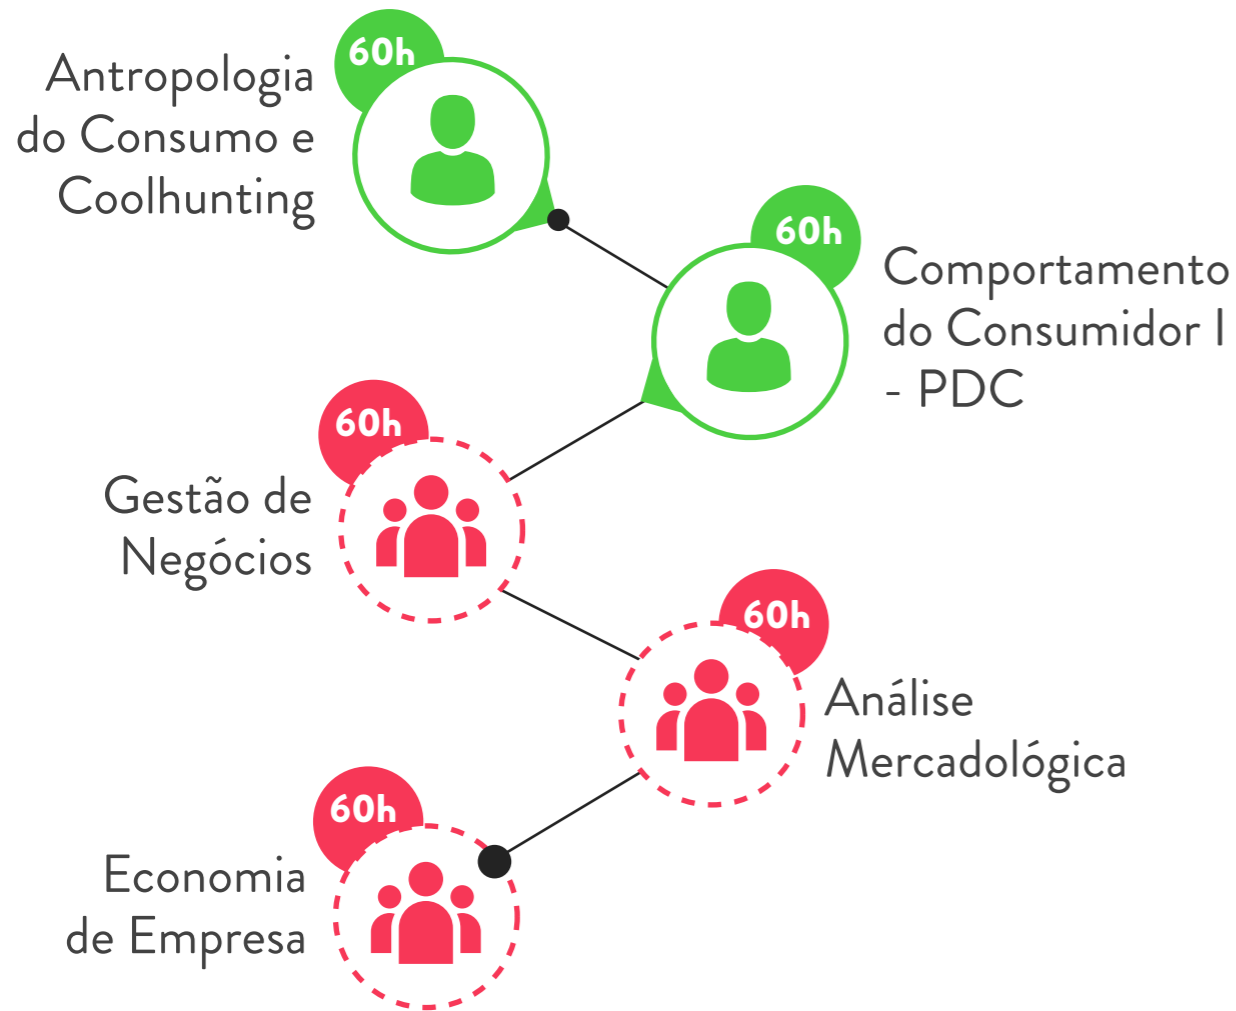 60h
Antropologia
do Consumo e
Coolhunting
60h
Comportamento
do Consumidor I
- PDC
60h
Gestão de
Negócios
60h
Análise
Mercadológica
60h
Economia
de Empresa